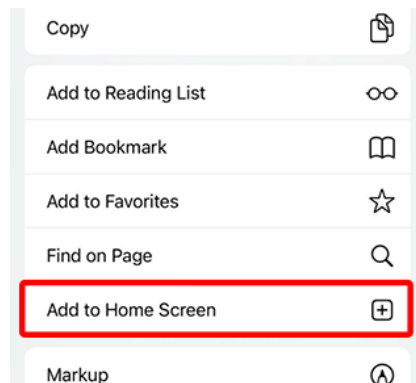 Copy
Add to Reading List
Add Bookmark
Add to Favorites
Find on Page
Add to Home Screen
Markup